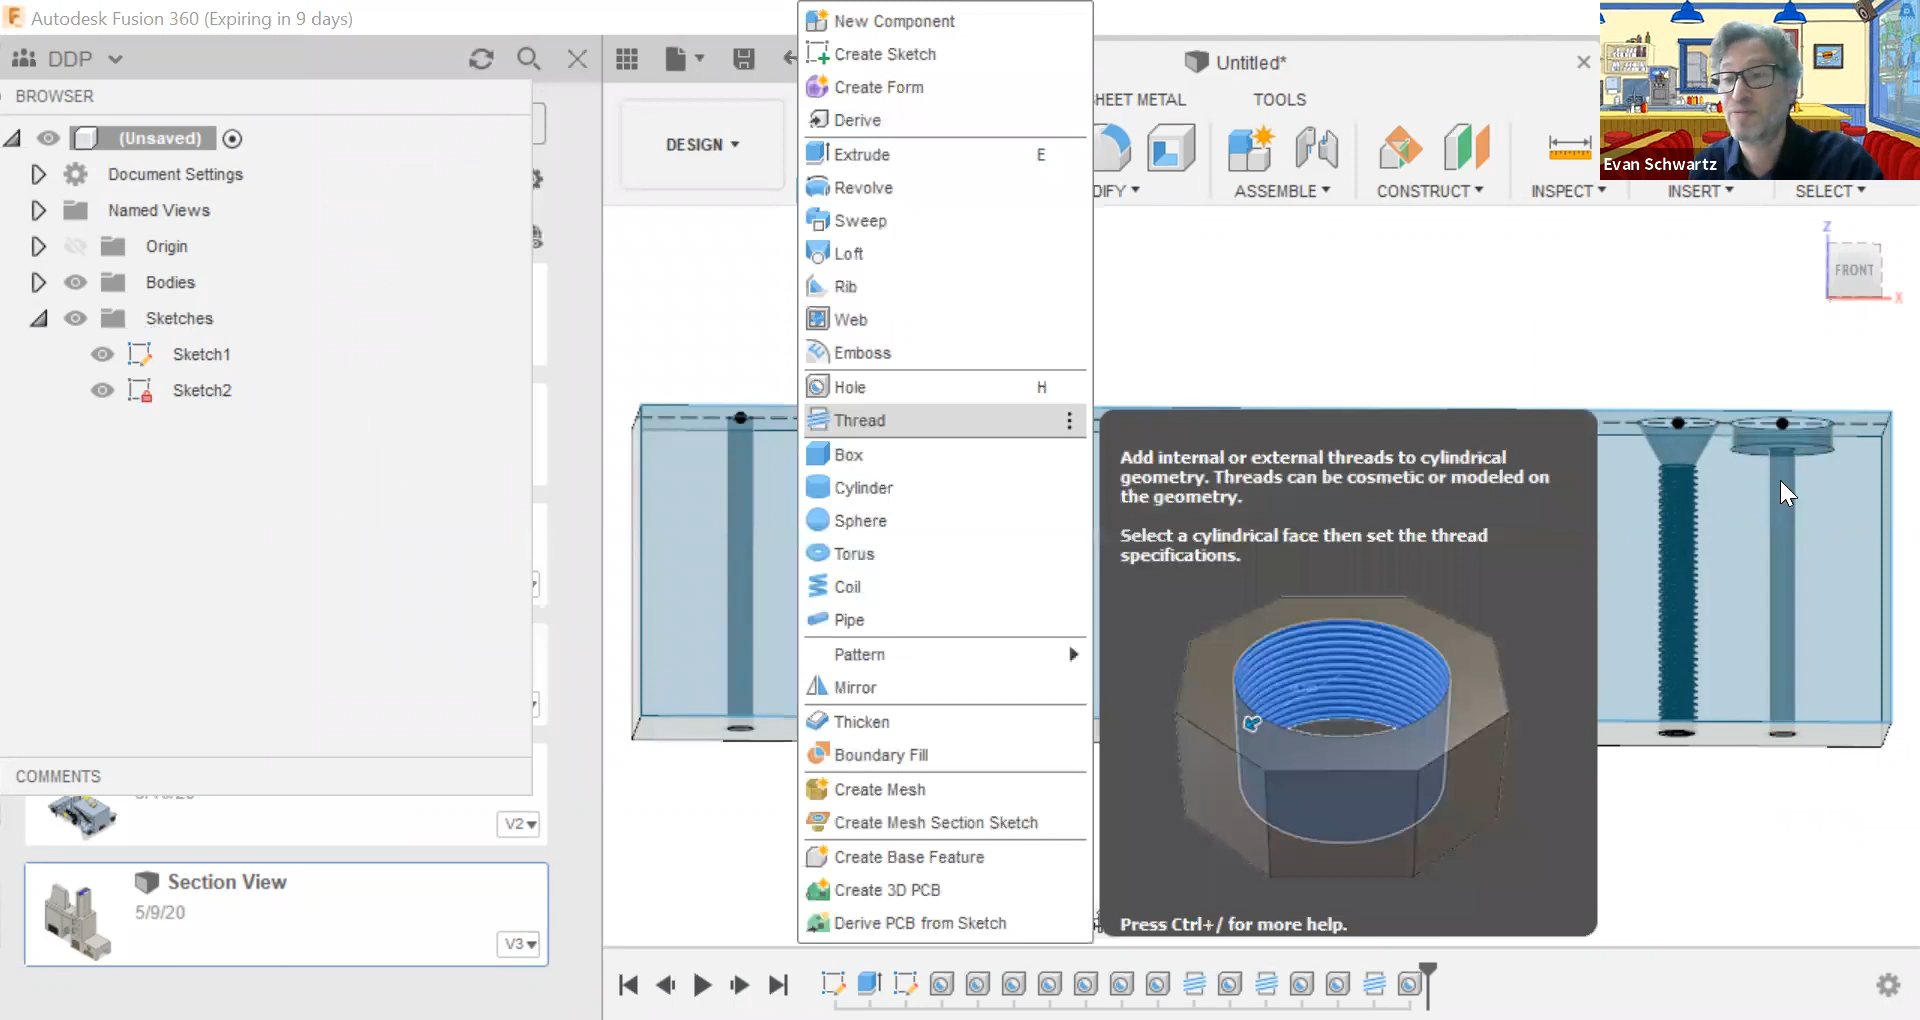 Autodesk Fusion 360 (Expiring in 9 days)
DDP
BROWSER
(Unsaved)
Document Settings
Named Views
Origin
Bodies
Sketches
Sketch1
Sketch2
COMMENTS
V2
Section View
5/9/20
V3
DESIGN
New Component
Create Sketch
Create Form
Derive
Extrude E
Revolve
Sweep
Loft
Rib
Web
Emboss
Hole H
Thread
Box
Cylinder
Sphere
Torus
Coil
Pipe
Pattern
Mirror
Thicken
Boundary Fill
Create Mesh
Create Mesh Section Sketch
Create Base Feature
Create 3D PCB
Derive PCB from Sketch
Untitled*
HEET METAL
TOOLS
DIFY
ASSEMBLE
CONSTRUCT
INSPECT
INSERT
SELECT
Evan Schwartz
Z
FRONT
X
Add internal or external threads to cylindrical
geometry. Threads can be cosmetic or modeled on
the geometry.
Select a cylindrical face then set the thread
specifications.
Press Ctrl+/ for more help.